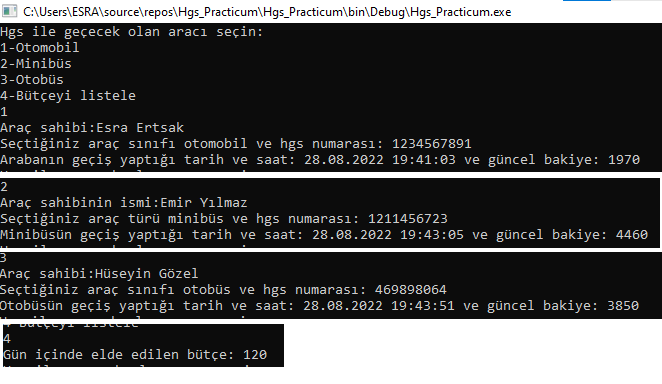 C:\Users\ESRA\source\repos\Hgs_Practicum\Hgs_Practicum\bin\Debug\Hgs_Practicum.exe
Hgs ile geçecek olan aracı seçin:
1-Otomobil
2-Minibüs
3-Otobüs
4-Bütçeyi listele
1
Araç sahibi:Esra Ertsak
Seçtiğiniz araç sınıfı otomobil ve hgs numarası: 1234567891
Arabanın geçiş yaptığı tarih ve saat: 28.08.2022 19:41:03 ve güncel bakiye: 1970
2
Araç sahibinin ismi:Emir Yılmaz
Seçtiğiniz araç türü minibüs ve hgs numarası: 1211456723
Minibüsün geçiş yaptığı tarih ve saat: 28.08.2022 19:43:05 ve güncel bakiye: 4460
3
Araç sahibi:Hüseyin Gözel
Seçtiğiniz araç sınıfı otobüs ve hgs numarası: 469898064
Otobüsün geçiş yaptığı tarih ve saat: 28.08.2022 19:43:51 ve güncel bakiye: 3850
4-Bütçeyi listele
4
Gün içinde elde edilen bütçe: 120